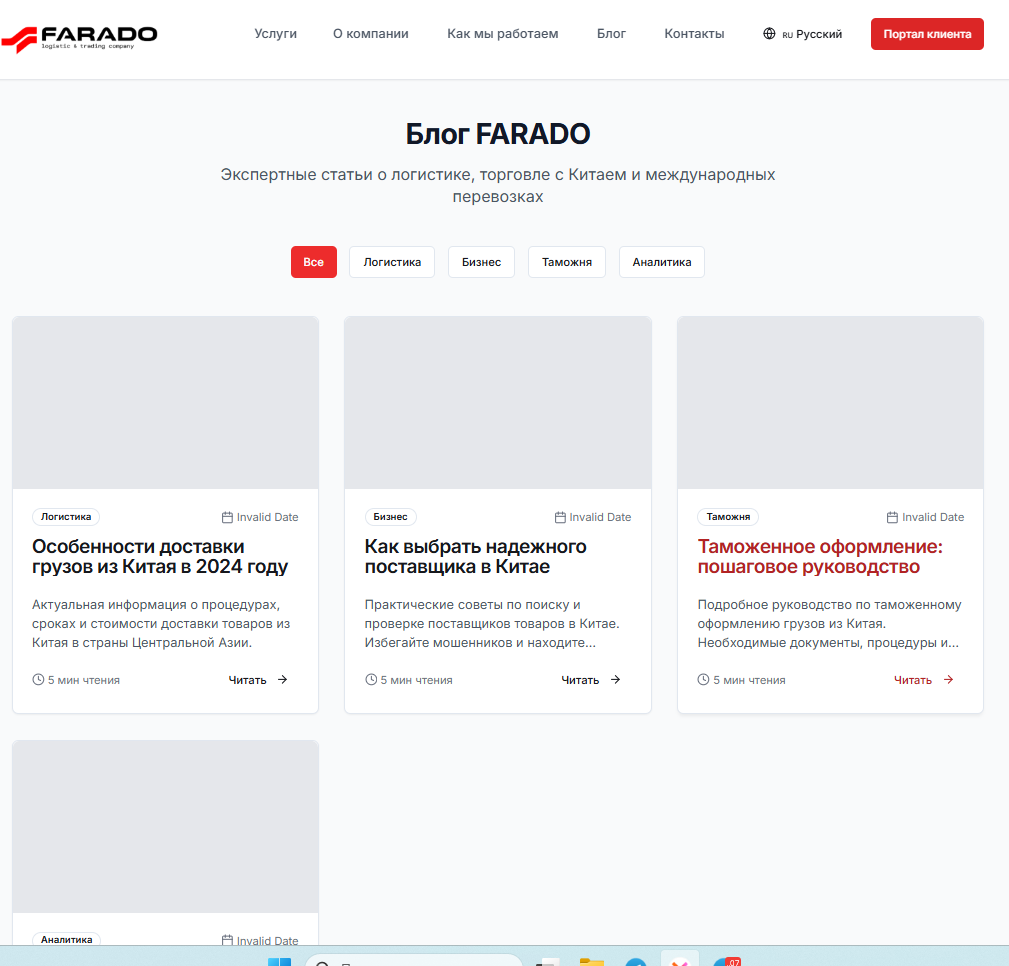 FARADO
logistic & trading company
Услуги
О компании
Как мы работаем
Блог
Контакты
RU Русский
Портал клиента
Блог FARADO
Экспертные статьи о логистике, торговле с Китаем и международных
перевозках
Все
Логистика
Бизнес
Таможня
Аналитика
Логистика
Invalid Date
Особенности доставки
грузов из Китая в 2024 году
Актуальная информация о процедурах,
сроках и стоимости доставки товаров из
Китая в страны Центральной Азии.
5 мин чтения
Читать →
Бизнес
Invalid Date
Как выбрать надежного
поставщика в Китае
Практические советы по поиску и
проверке поставщиков товаров в Китае.
Избегайте мошенников и находите...
5 мин чтения
Читать →
Таможня
Invalid Date
Таможенное оформление:
пошаговое руководство
Подробное руководство по таможенному
оформлению грузов из Китая.
Необходимые документы, процедуры и...
5 мин чтения
Читать →
Аналитика
Invalid Date